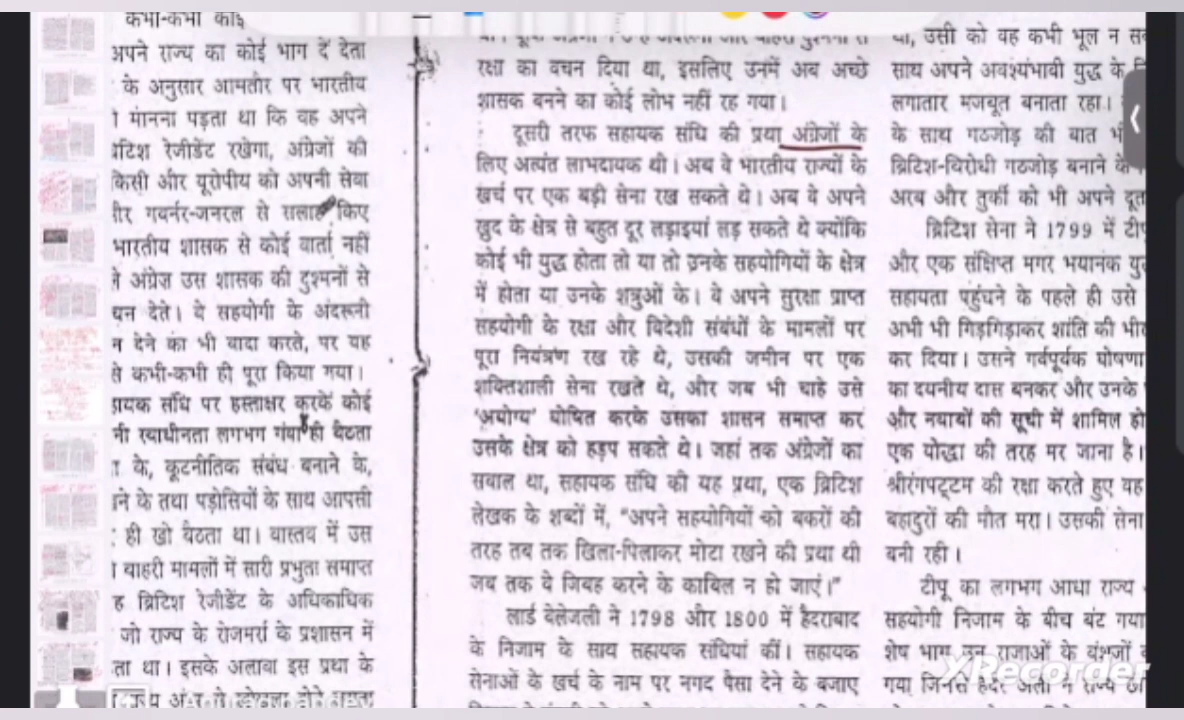 कभी-कभी कोई
अपने राज्य का कोई भाग दे देता
के अनुसार आमतौर पर भारतीय
मानना पड़ता था कि वह अपने
ब्रिटिश रेजीडेंट रखेगा, अंग्रेजों की
किसी और यूरोपीय को अपनी सेवा
और गवर्नर-जनरल से सलाह किए
भारतीय शासक से कोई वार्ता नहीं
अंग्रेज उस शासक की दुश्मनों से
देते। वे सहयोगी के अंदरूनी
न देने का भी वादा करते, पर यह
से कभी-कभी ही पूरा किया गया।
संधि पर हस्ताक्षर करके कोई
स्वाधीनता लगभग गंवा ही बैठता
के, कूटनीतिक संबंध बनाने के,
के तथा पड़ोसियों के साथ आपसी
ही खो बैठता था। वास्तव में उस
बाहरी मामलों में सारी प्रभुता समाप्त
ब्रिटिश रेजीडेंट के अधिकाधिक
जो राज्य के रोजमर्रा के प्रशासन में
था। इसके अलावा इस प्रथा के
रक्षा का वचन दिया था, इसलिए उनमें अब अच्छे
शासक बनने का कोई लोभ नहीं रह गया।
दूसरी तरफ सहायक संधि की प्रथा अंग्रेजों के
लिए अत्यंत लाभदायक थी। अब वे भारतीय राज्यों के
खर्च पर एक बड़ी सेना रख सकते थे। अब वे अपने
खुद के क्षेत्र से बहुत दूर लड़ाइयां लड़ सकते थे क्योंकि
कोई भी युद्ध होता तो या तो उनके सहयोगियों के क्षेत्र
में होता या उनके शत्रुओं के। वे अपने सुरक्षा प्राप्त
सहयोगी के रक्षा और विदेशी संबंधों के मामलों पर
पूरा नियंत्रण रख रहे थे, उसकी जमीन पर एक
शक्तिशाली सेना रखते थे, और जब भी चाहे उसे
'अयोग्य' घोषित करके उसका शासन समाप्त कर
उसके क्षेत्र को हड़प सकते थे। जहां तक अंग्रेजों का
सवाल था, सहायक संधि की यह प्रथा, एक ब्रिटिश
लेखक के शब्दों में, "अपने सहयोगियों को बकरों की
तरह तब तक खिला-पिलाकर मोटा रखने की प्रथा थी
जब तक वे जिबह करने के काबिल न हो जाएं।"
लार्ड वेलेजली ने 1798 और 1800 में हैदराबाद
के निजाम के साथ सहायक संधियां कीं। सहायक
सेनाओं के खर्च के नाम पर नगद पैसा देने के बजाए
था, उसी को वह कभी भूल न
साथ अपने अवश्यंभावी युद्ध के
लगातार मजबूत बनाता रहा।
के साथ गठजोड़ की बात
ब्रिटिश-विरोधी गठजोड़ बनाने के
अरब और तुर्की को भी अपने दूत
ब्रिटिश सेना ने 1799 में
और एक संक्षिप्त मगर भयानक
सहायता पहुंचने के पहले ही उसे
अभी भी गिड़गिड़ाकर शांति की भीख
कर दिया। उसने गर्वपूर्वक घोषणा
का दयनीय दास बनकर और उनके
और नवाबों की सूची में शामिल
एक योद्धा की तरह मर जाना है।
श्रीरंगपट्टम की रक्षा करते हुए वह
बहादुरों की मौत मरा। उसकी सेना
बनी रही।
टीपू का लगभग आधा राज्य
सहयोगी निजाम के बीच बंट गया
शेष भाग उन राजाओं के वंशजों
गया जिनसे हैदर अली ने राज्य
XRecorder